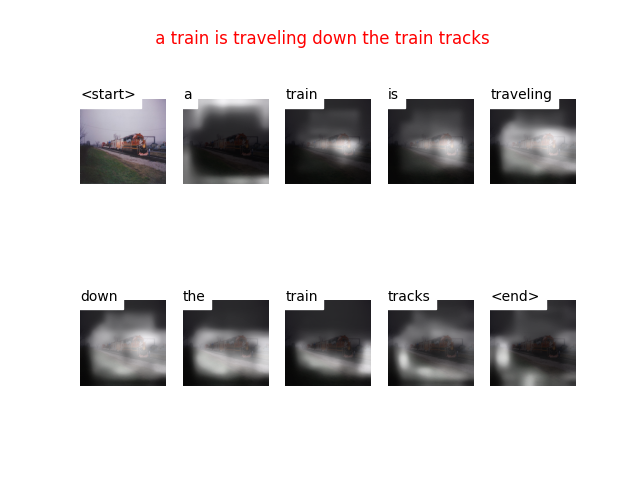 a train is traveling down the train tracks
<start> a train is traveling
down the train tracks <end>